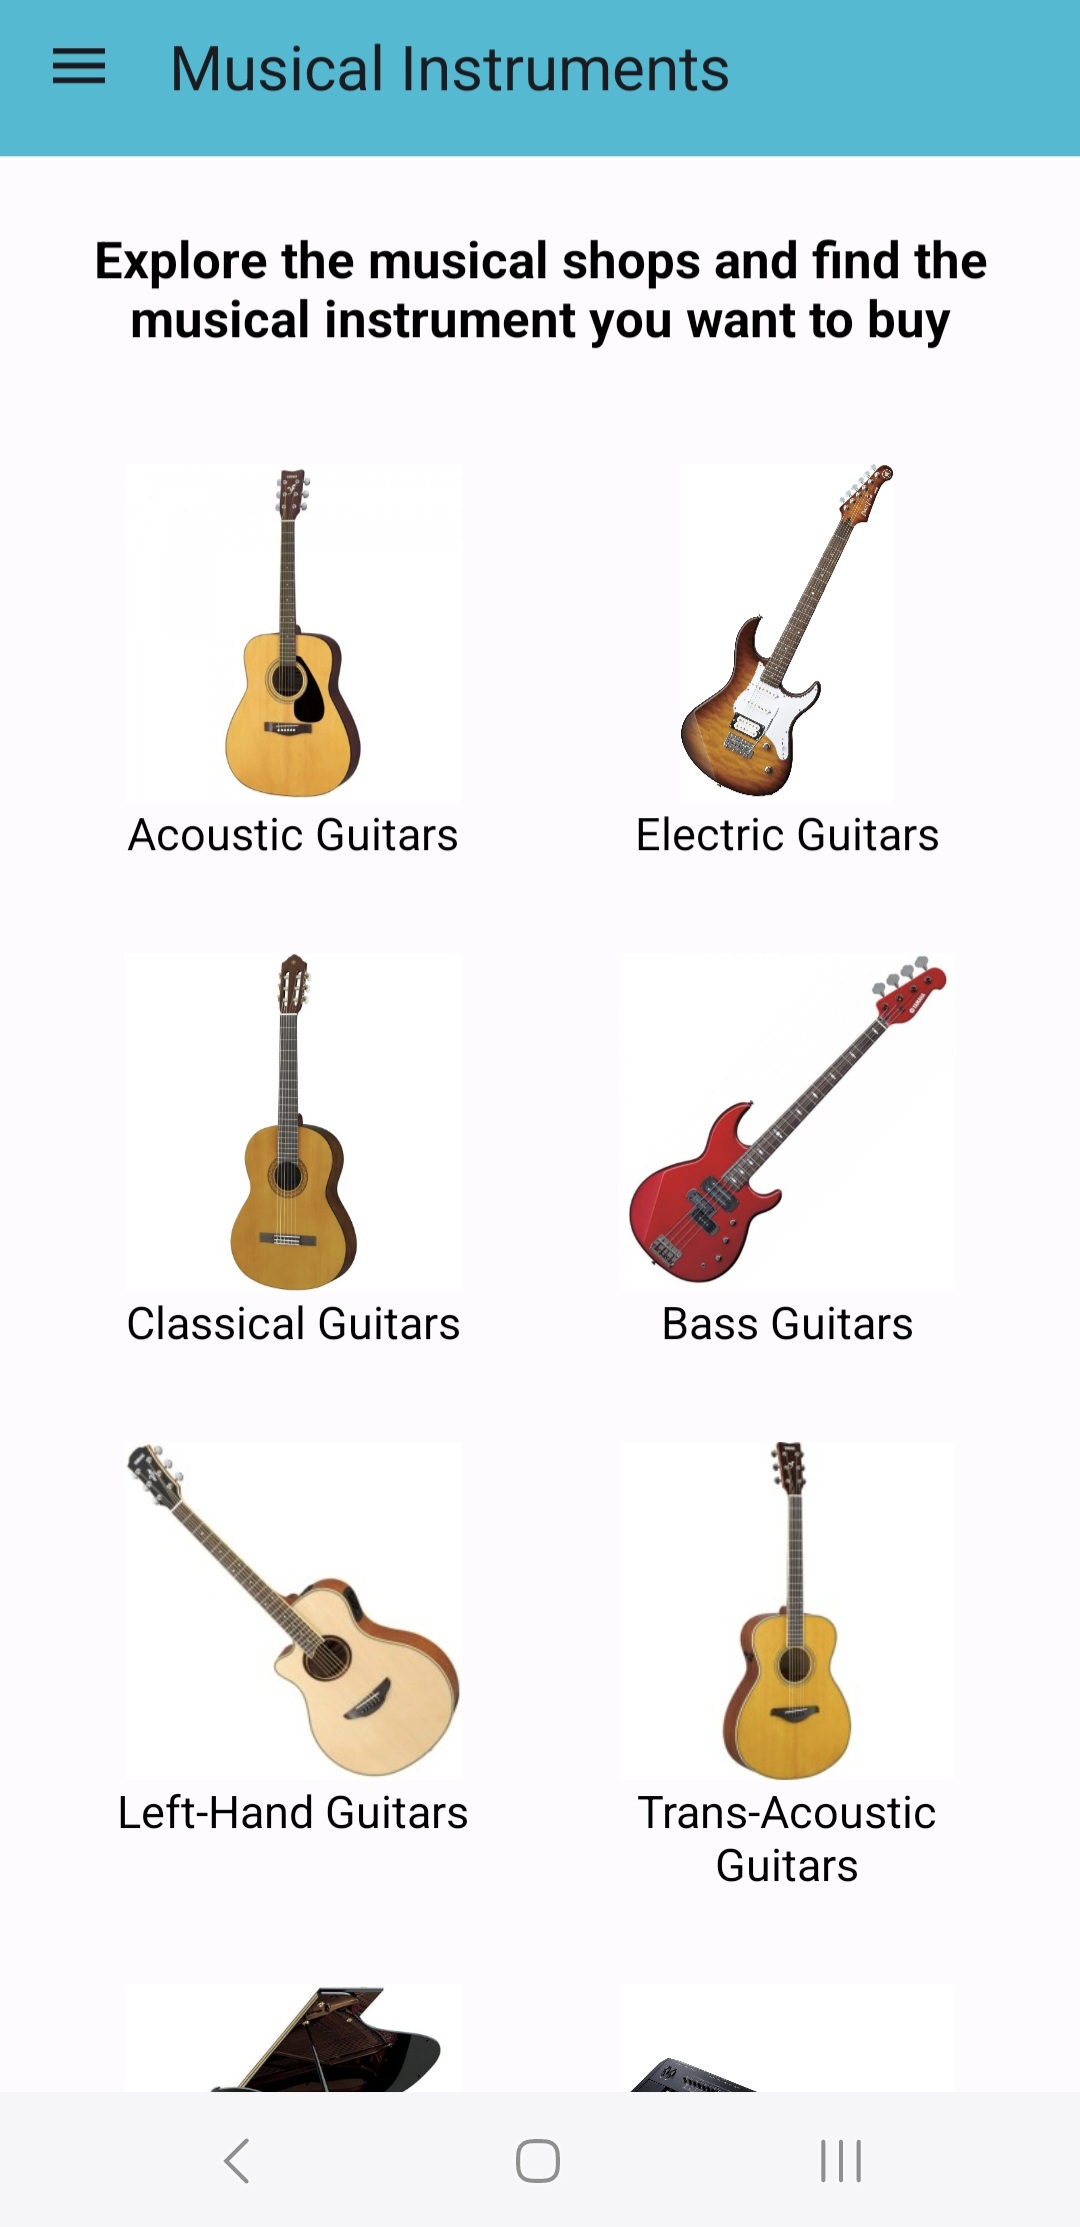 Musical Instruments
Explore the musical shops and find the
musical instrument you want to buy
Acoustic Guitars
Electric Guitars
Classical Guitars
Bass Guitars
Left-Hand Guitars
Trans-Acoustic
Guitars